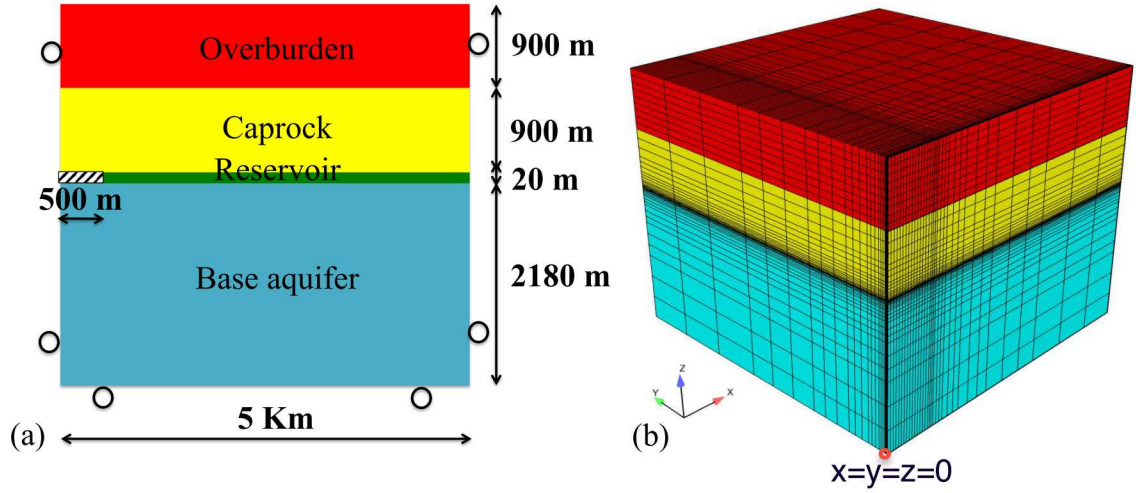 Overburden
900 m
Caprock
900 m
Reservoir
20 m
500 m
Base aquifer
2180 m
5 Km
(a)
Z
Y
X
(b)
x=y=z=0